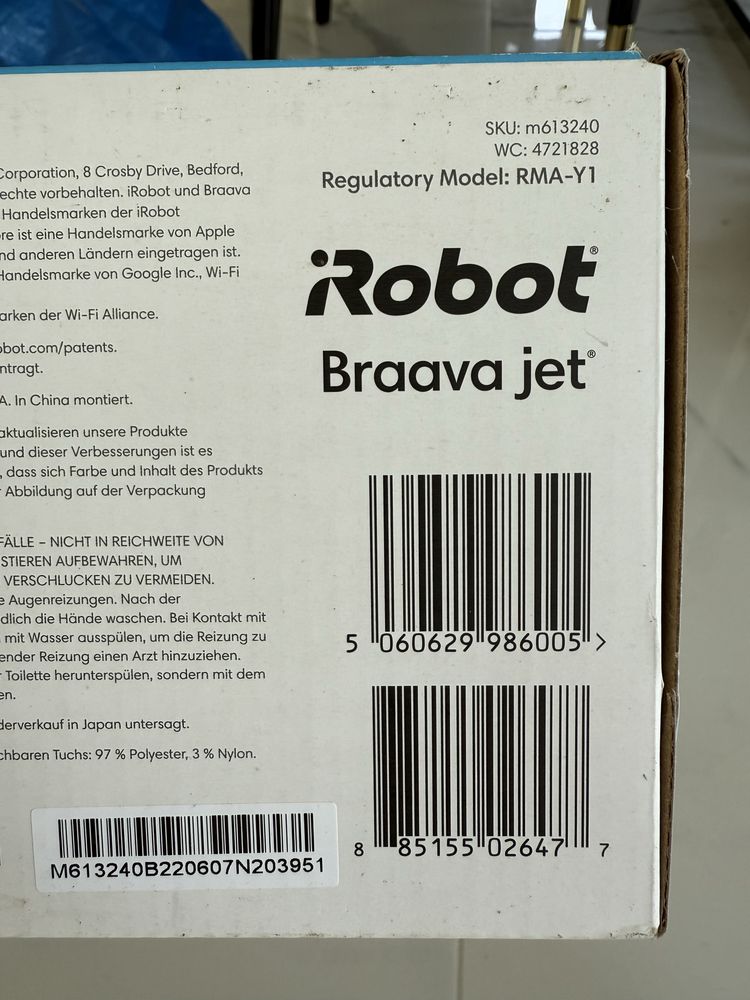 SKU: m613240
WC: 4721828
Regulatory Model: RMA-Y1
iRobot®
Braava jet®
Corporation, 8 Crosby Drive, Bedford,
echte vorbehalten. iRobot und Braava
Handelsmarken der iRobot
re ist eine Handelsmarke von Apple
nd anderen Ländern eingetragen ist.
Handelsmarke von Google Inc., Wi-Fi
arken der Wi-Fi Alliance.
obot.com/patents.
ntragt.
A. In China montiert.
aktualisieren unsere Produkte
und dieser Verbesserungen ist es
, dass sich Farbe und Inhalt des Produkts
Abbildung auf der Verpackung
FÄLLE – NICHT IN REICHWEITE VON
STIEREN AUFBEWAHREN, UM
VERSCHLUCKEN ZU VERMEIDEN.
e Augenreizungen. Nach der
dlich die Hände waschen. Bei Kontakt mit
mit Wasser ausspülen, um die Reizung zu
ender Reizung einen Arzt hinzuziehen.
Toilette herunterspülen, sondern mit dem
en.
derverkauf in Japan untersagt.
chbaren Tuchs: 97 % Polyester, 3 % Nylon.
5 060629 986005 >
8 85155 02647 7
M613240B220607N203951